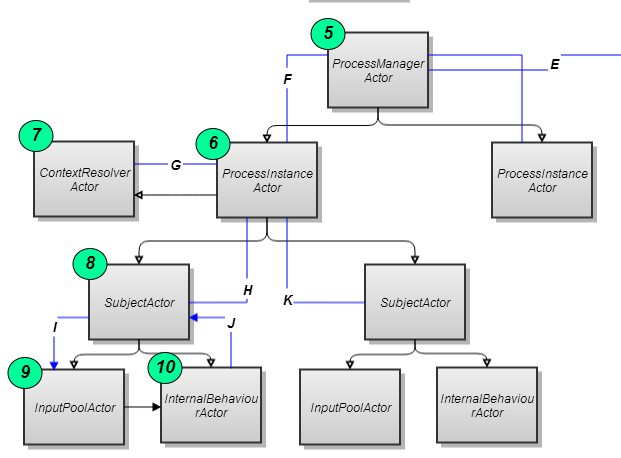 5
ProcessManager
Actor
E
F
7
ContextResolver
Actor
G
6
ProcessInstance
Actor
ProcessInstance
Actor
8
SubjectActor
H
K
SubjectActor
I
J
9
InputPoolActor
10
InternalBehaviou
rActor
InputPoolActor
InternalBehaviou
rActor